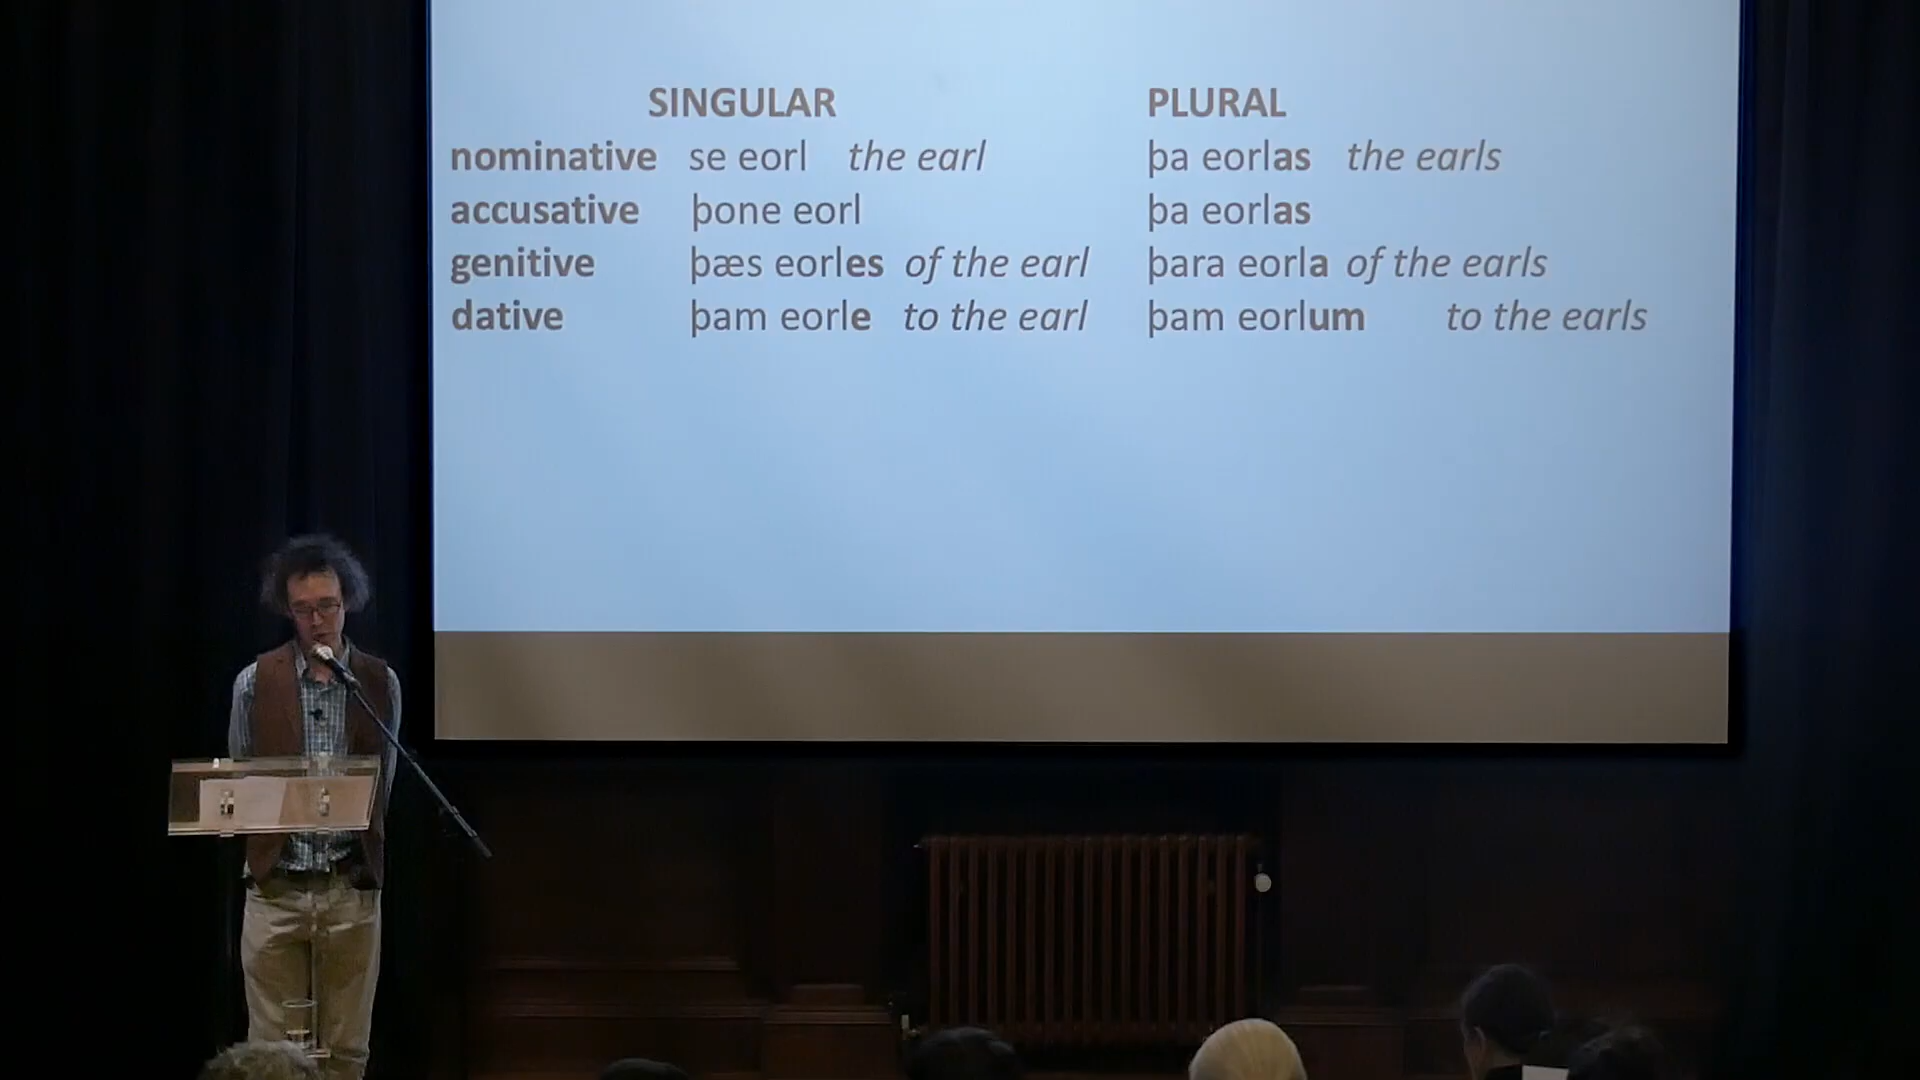 SINGULAR PLURAL
nominative se eorl the earl þa eorlas the earls
accusative þone eorl þa eorlas
genitive þæs eorles of the earl þara eorla of the earls
dative þam eorle to the earl þam eorlum to the earls